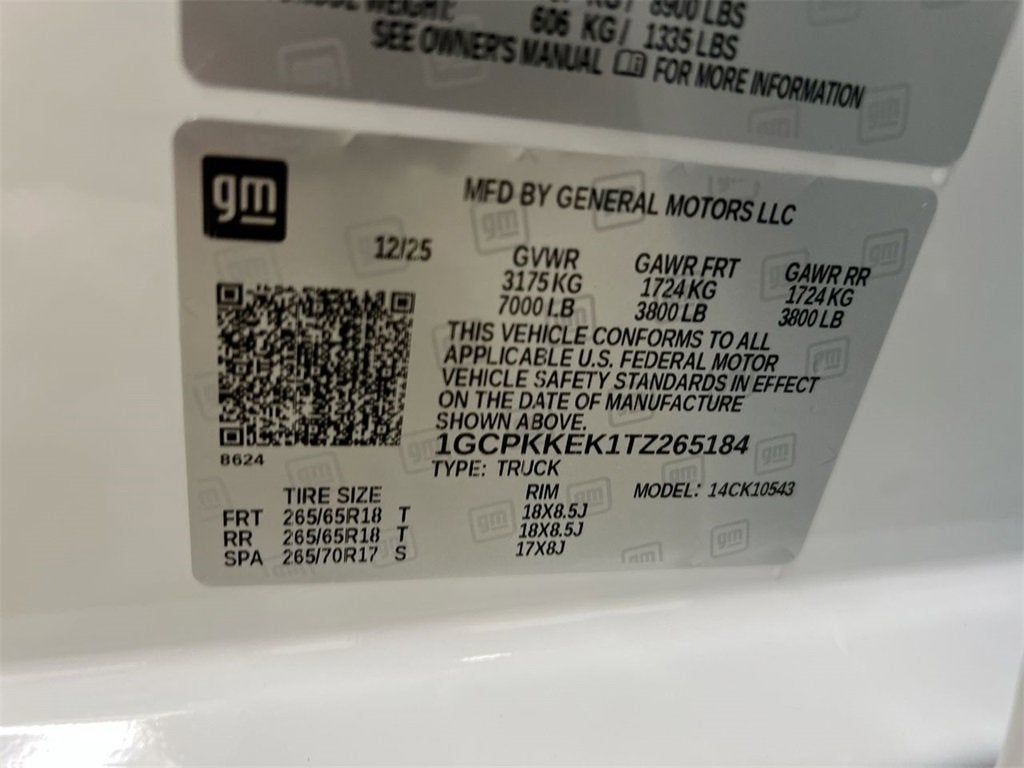 WEIGHT: KG / 8900 LBS
606 KG / 1335 LBS
SEE OWNER'S MANUAL FOR MORE INFORMATION
gm
MFD BY GENERAL MOTORS LLC
12/25
GVWR GAWR FRT GAWR RR
3175 KG 1724 KG 1724 KG
7000 LB 3800 LB 3800 LB
THIS VEHICLE CONFORMS TO ALL
APPLICABLE U.S. FEDERAL MOTOR
VEHICLE SAFETY STANDARDS IN EFFECT
ON THE DATE OF MANUFACTURE
SHOWN ABOVE.
1GCPKKEK1TZ265184
8624
TYPE: TRUCK
MODEL: 14CK10543
TIRE SIZE RIM
FRT 265/65R18 T 18X8.5J
RR 265/65R18 T 18X8.5J
SPA 265/70R17 S 17X8J